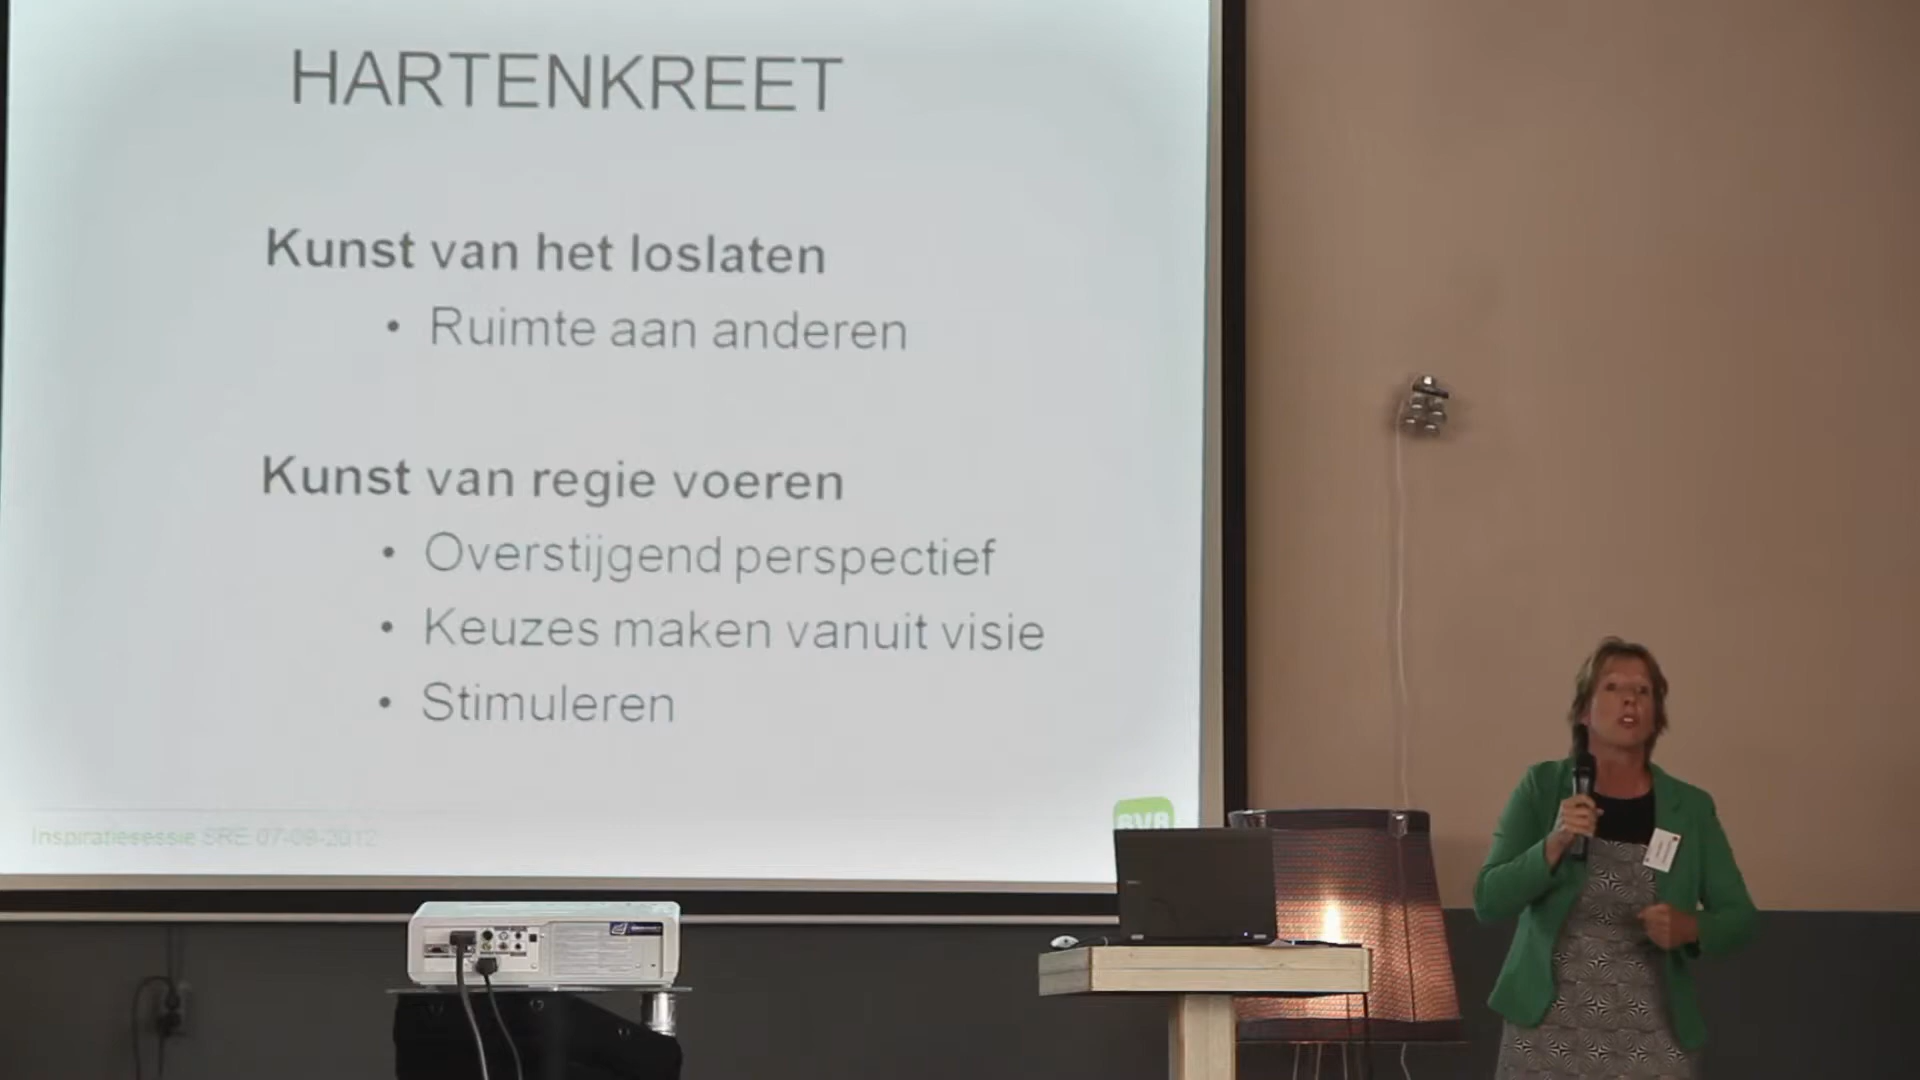 HARTENKREET
Kunst van het loslaten
• Ruimte aan anderen
Kunst van regie voeren
• Overstijgend perspectief
• Keuzes maken vanuit visie
• Stimuleren
Inspiratiesessie SRE 07-09-2012
BVR